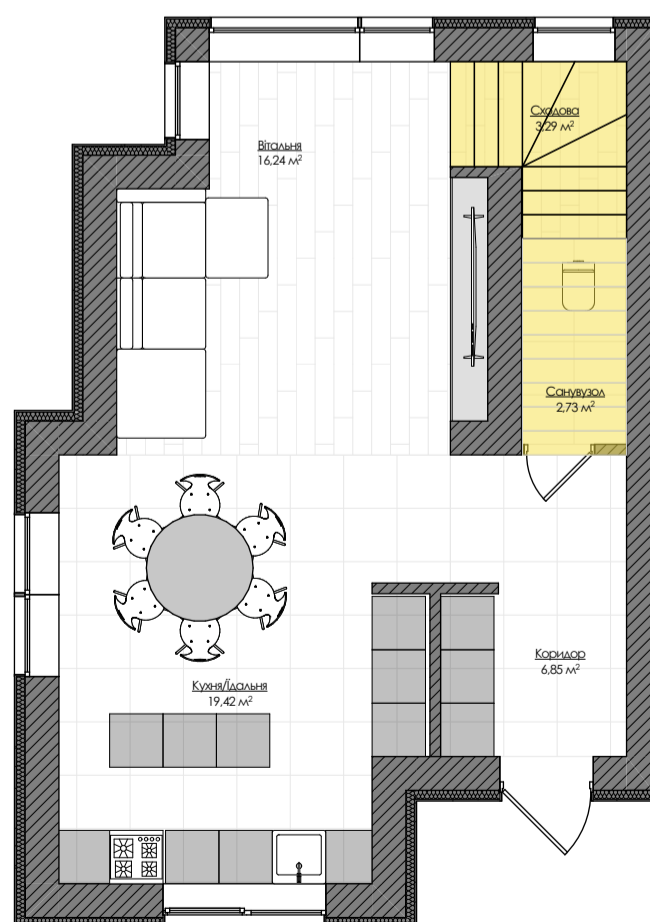 Сходова
3,29 м²
Вітальня
16,24 м²
Санвузол
2,73 м²
Коридор
6,85 м²
Кухня/Їдальня
19,42 м²